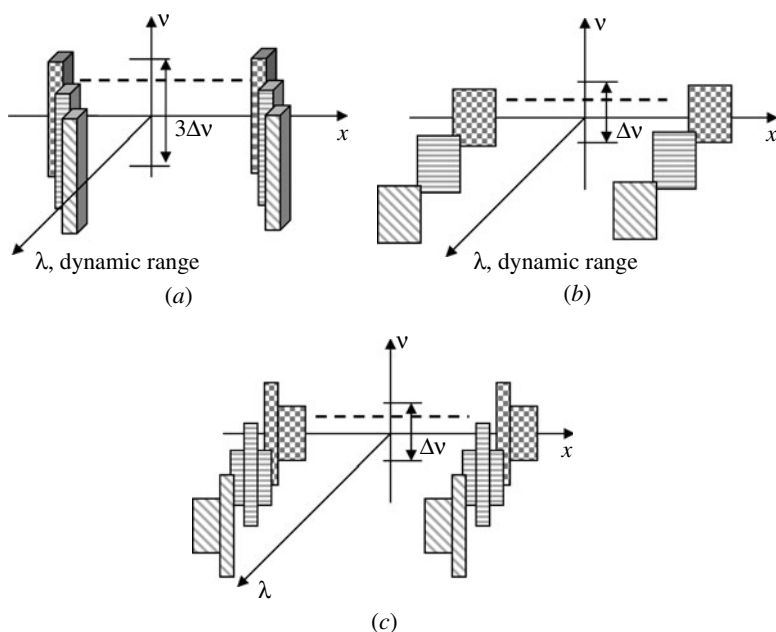 ν
3Δν
x
λ, dynamic range
(a)
ν
Δν
x
λ, dynamic range
(b)
ν
Δν
x
λ
(c)